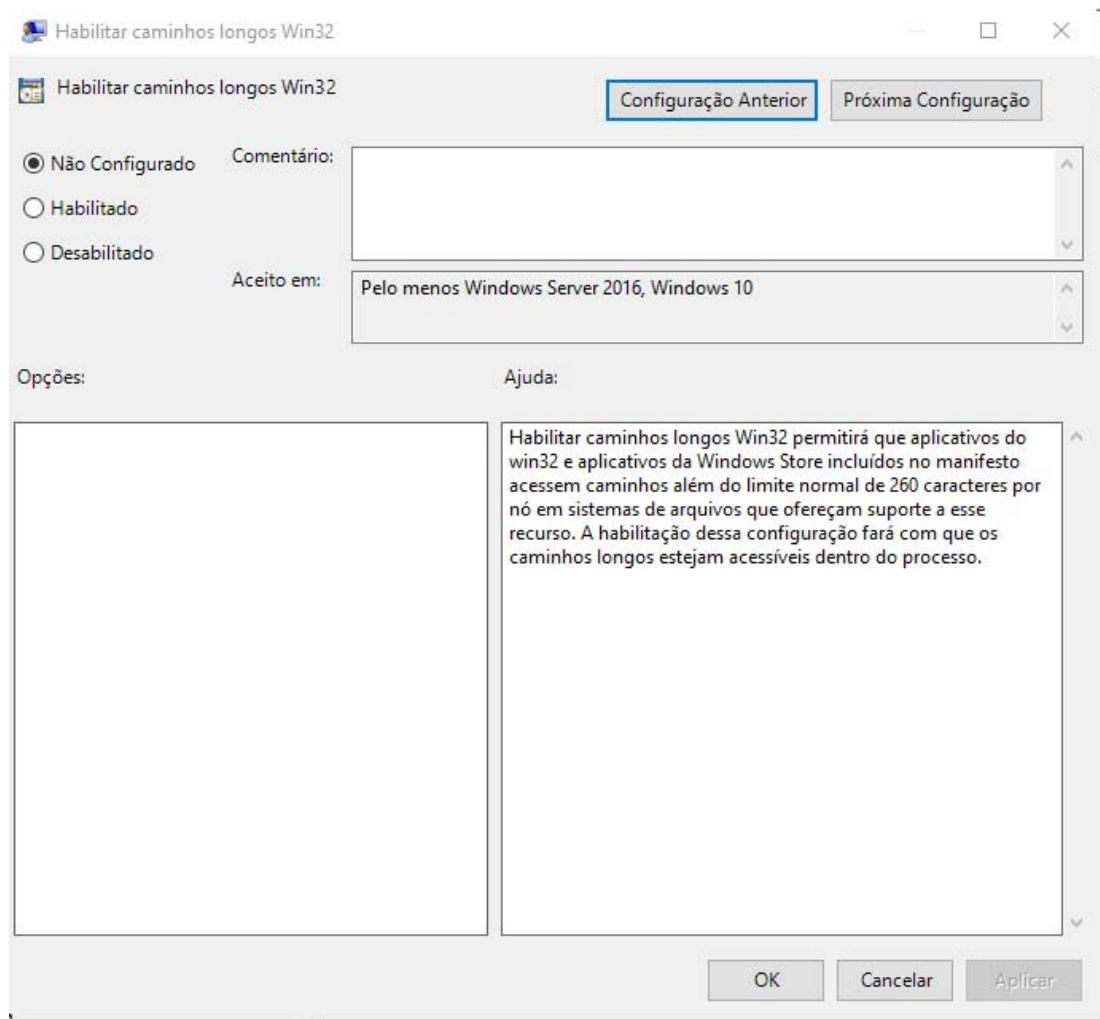 Habilitar caminhos longos Win32
Habilitar caminhos longos Win32
Configuração Anterior
Próxima Configuração
Não Configurado
Habilitado
Desabilitado
Comentário:
Aceito em:
Pelo menos Windows Server 2016, Windows 10
Opções:
Ajuda:
Habilitar caminhos longos Win32 permitirá que aplicativos do
win32 e aplicativos da Windows Store incluídos no manifesto
acessem caminhos além do limite normal de 260 caracteres por
nó em sistemas de arquivos que ofereçam suporte a esse
recurso. A habilitação dessa configuração fará com que os
caminhos longos estejam acessíveis dentro do processo.
OK
Cancelar
Aplicar